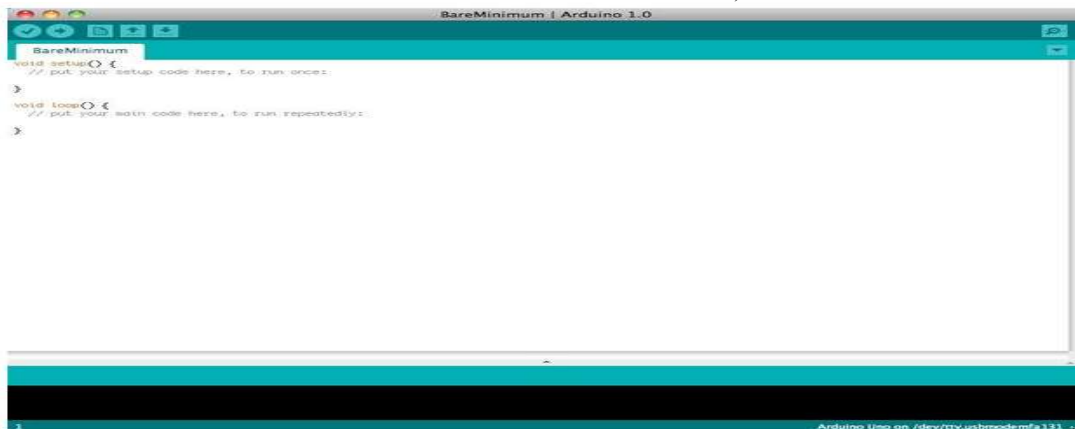 BareMinimum | Arduino 1.0
BareMinimum
void setup() {
// put your setup code here, to run once:
}
void loop() {
// put your main code here, to run repeatedly:
}
1
Arduino Uno on /dev/tty.usbmodemfa131